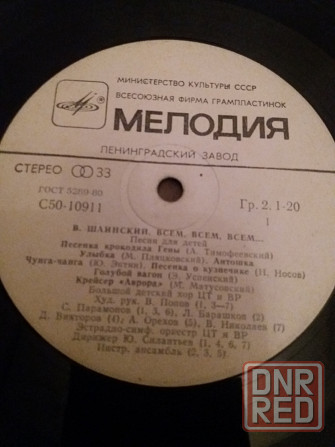 МИНИСТЕРСТВО КУЛЬТУРЫ СССР
ВСЕСОЮЗНАЯ ФИРМА ГРАМПЛАСТИНОК
МЕЛОДИЯ
ЛЕНИНГРАДСКИЙ ЗАВОД
СТЕРЕО 33
ГОСТ 5289-80
С50-10911
Гр. 2. 1-20
1
В. ШАИНСКИЙ. ВСЕМ, ВСЕМ, ВСЕМ...
Песни для детей
Песенка крокодила Гены (А. Тимофеевский)
Улыбка (М. Пляцковский). Антошка
Чунга-чанга (Ю. Энтин). Песенка о кузнечике (Н. Носов)
Голубой вагон (Э. Успенский)
Крейсер «Аврора» (М. Матусовский)
Большой детский хор ЦТ и ВР
Худ. рук. В. Попов (1, 3—7)
С. Парамонов (1, 3, 6), Л. Барашков (2)
Д. Викторов (4), А. Орехов (5), В. Николаев (7)
Эстрадно-симф. оркестр ЦТ и ВР
Дирижер Ю. Силантьев (1, 4, 6, 7)
Инстр. ансамбль (2, 3, 5)
DNR
RED